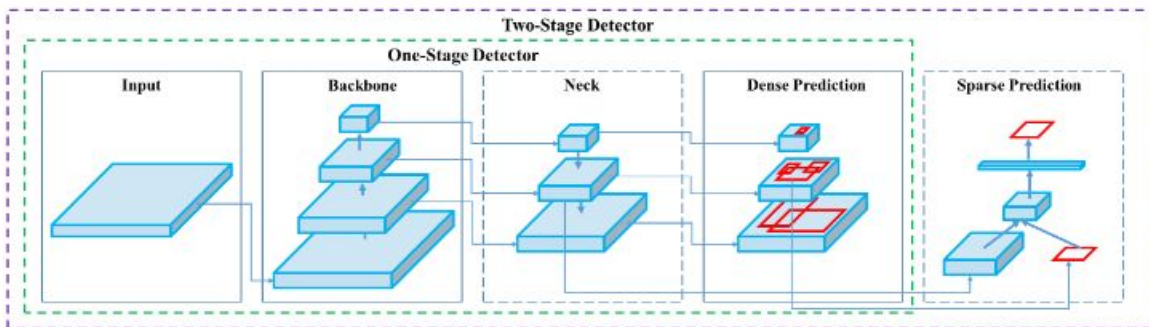 Two-Stage Detector
One-Stage Detector
Input
Backbone
Neck
Dense Prediction
Sparse Prediction